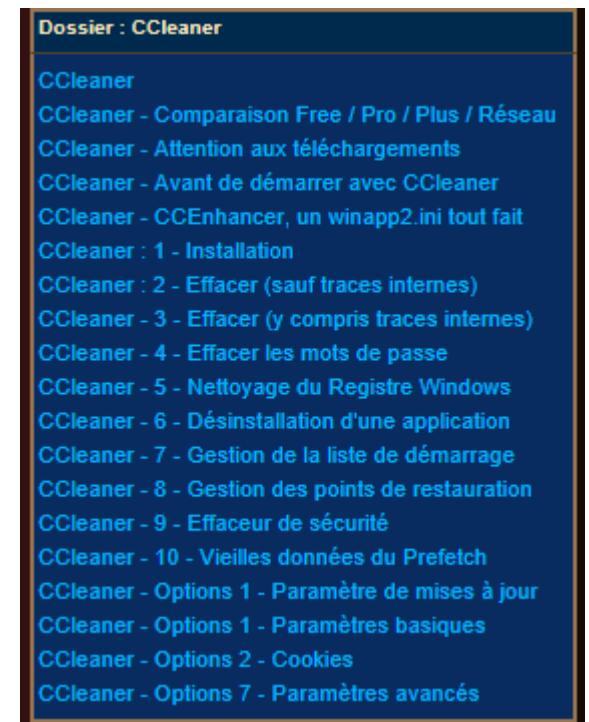 Dossier : CCleaner
CCleaner
CCleaner - Comparaison Free / Pro / Plus / Réseau
CCleaner - Attention aux téléchargements
CCleaner - Avant de démarrer avec CCleaner
CCleaner - CCEnhancer, un winapp2.ini tout fait
CCleaner : 1 - Installation
CCleaner : 2 - Effacer (sauf traces internes)
CCleaner - 3 - Effacer (y compris traces internes)
CCleaner - 4 - Effacer les mots de passe
CCleaner - 5 - Nettoyage du Registre Windows
CCleaner - 6 - Désinstallation d'une application
CCleaner - 7 - Gestion de la liste de démarrage
CCleaner - 8 - Gestion des points de restauration
CCleaner - 9 - Effaceur de sécurité
CCleaner - 10 - Vieilles données du Prefetch
CCleaner - Options 1 - Paramètre de mises à jour
CCleaner - Options 1 - Paramètres basiques
CCleaner - Options 2 - Cookies
CCleaner - Options 7 - Paramètres avancés